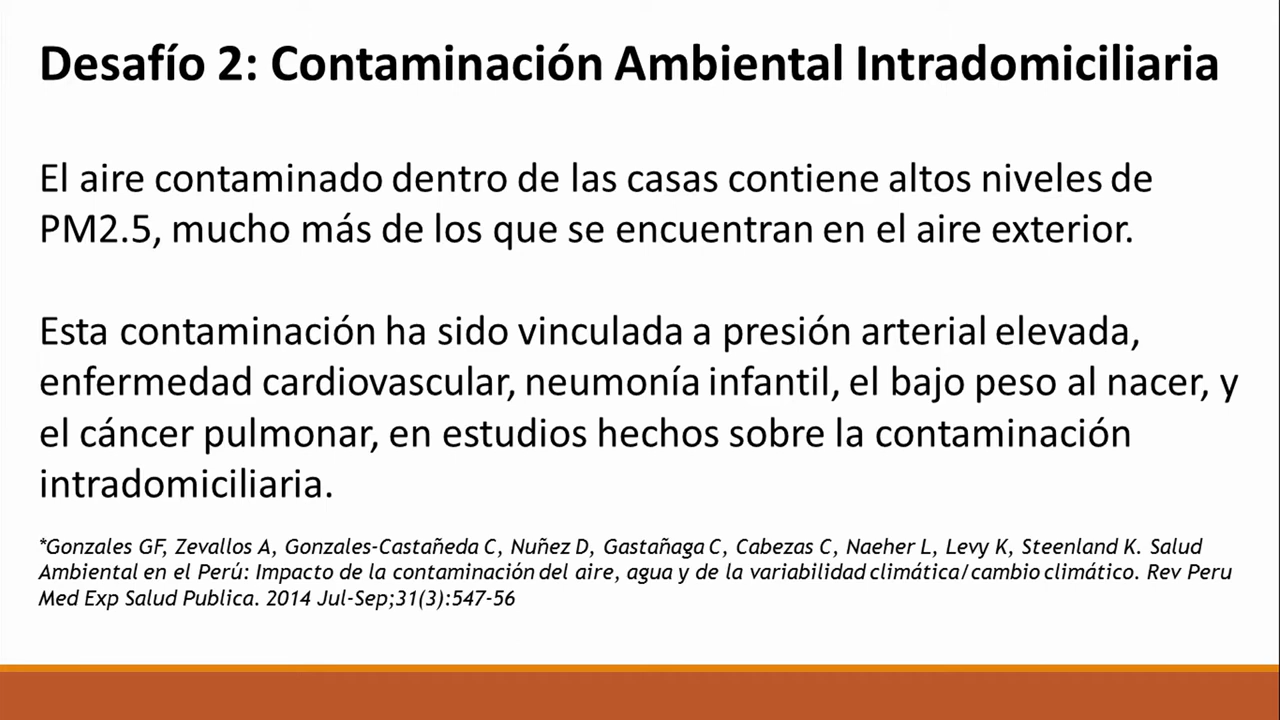 Desafío 2: Contaminación Ambiental Intradomiciliaria
El aire contaminado dentro de las casas contiene altos niveles de
PM2.5, mucho más de los que se encuentran en el aire exterior.
Esta contaminación ha sido vinculada a presión arterial elevada,
enfermedad cardiovascular, neumonía infantil, el bajo peso al nacer, y
el cáncer pulmonar, en estudios hechos sobre la contaminación
intradomiciliaria.
*Gonzales GF, Zevallos A, Gonzales-Castañeda C, Nuñez D, Gastañaga C, Cabezas C, Naeher L, Levy K, Steenland K. Salud
Ambiental en el Perú: Impacto de la contaminación del aire, agua y de la variabilidad climática/cambio climático. Rev Peru
Med Exp Salud Publica. 2014 Jul-Sep;31(3):547-56